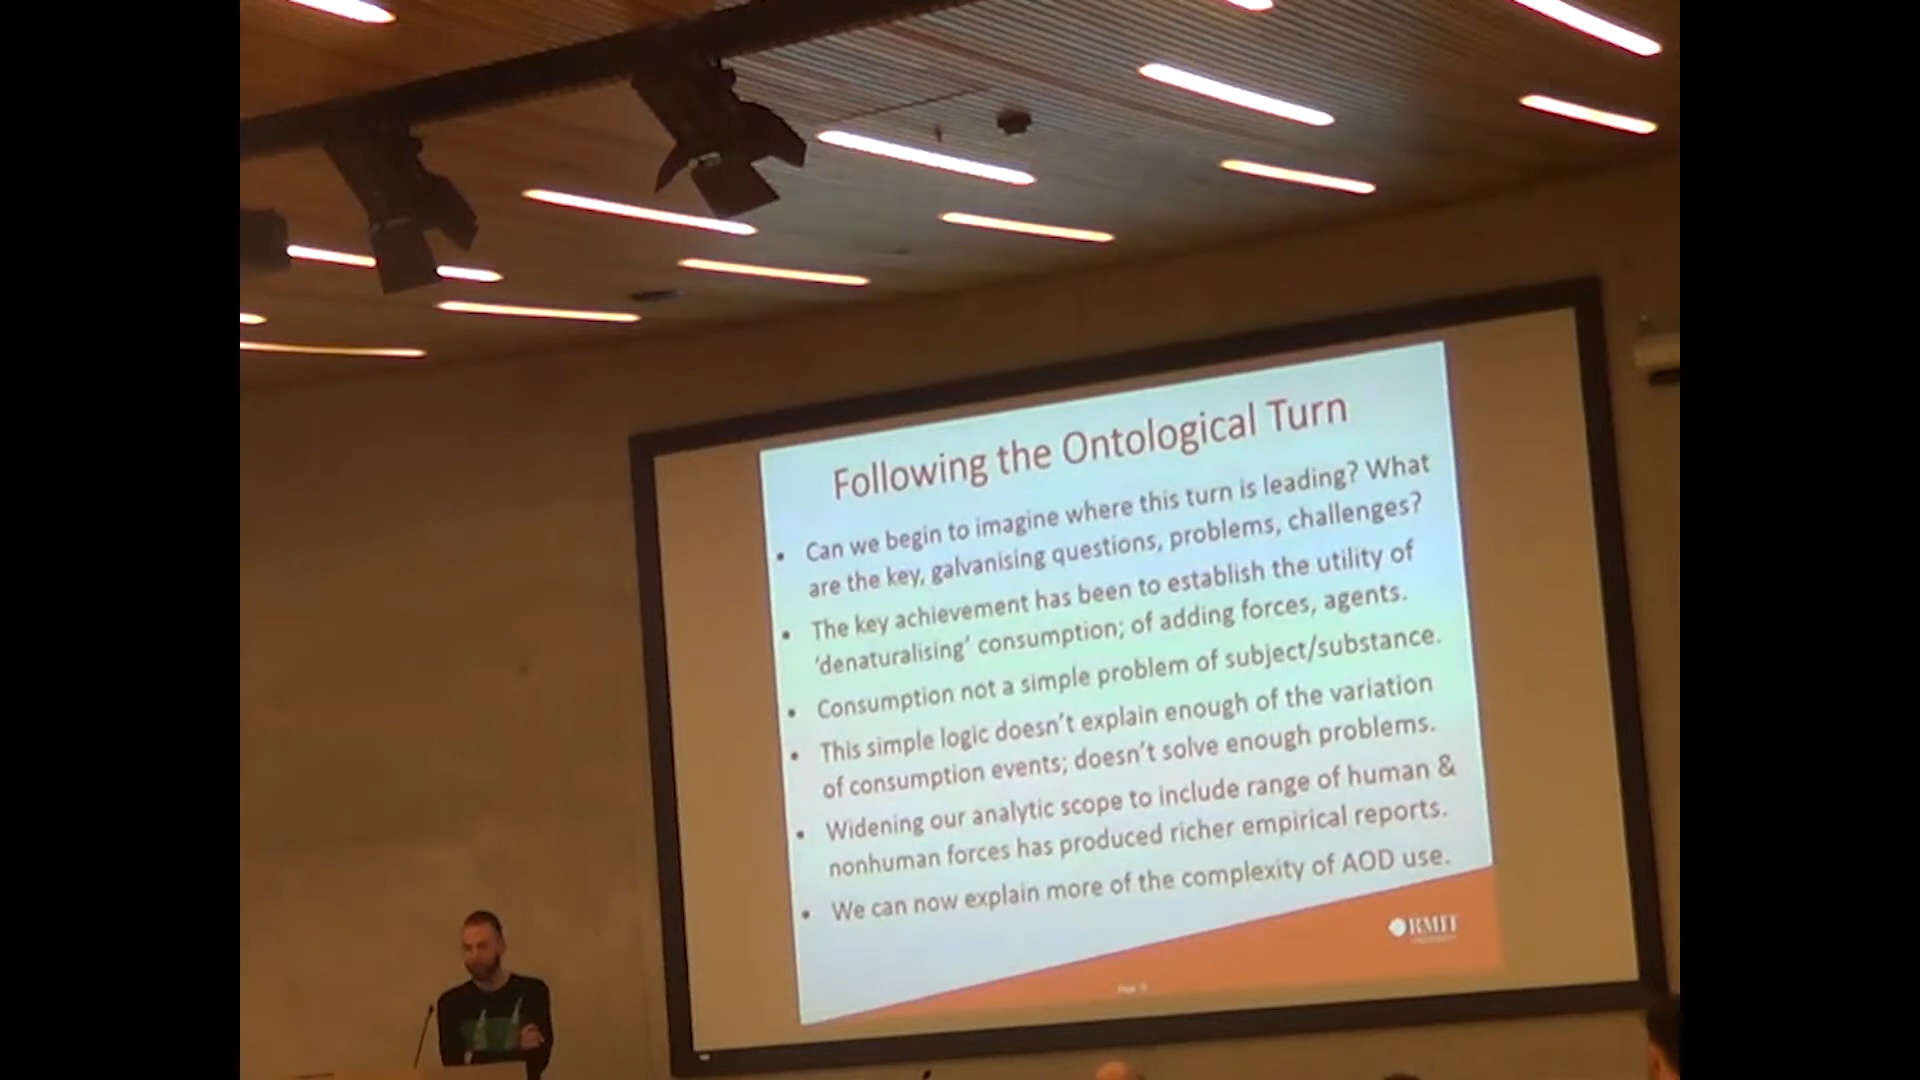 Following the Ontological Turn
• Can we begin to imagine where this turn is leading? What
are the key, galvanising questions, problems, challenges?
• The key achievement has been to establish the utility of
‘denaturalising’ consumption; of adding forces, agents.
• Consumption not a simple problem of subject/substance.
• This simple logic doesn’t explain enough of the variation
of consumption events; doesn’t solve enough problems.
• Widening our analytic scope to include range of human &
nonhuman forces has produced richer empirical reports.
• We can now explain more of the complexity of AOD use.
RMIT
Page